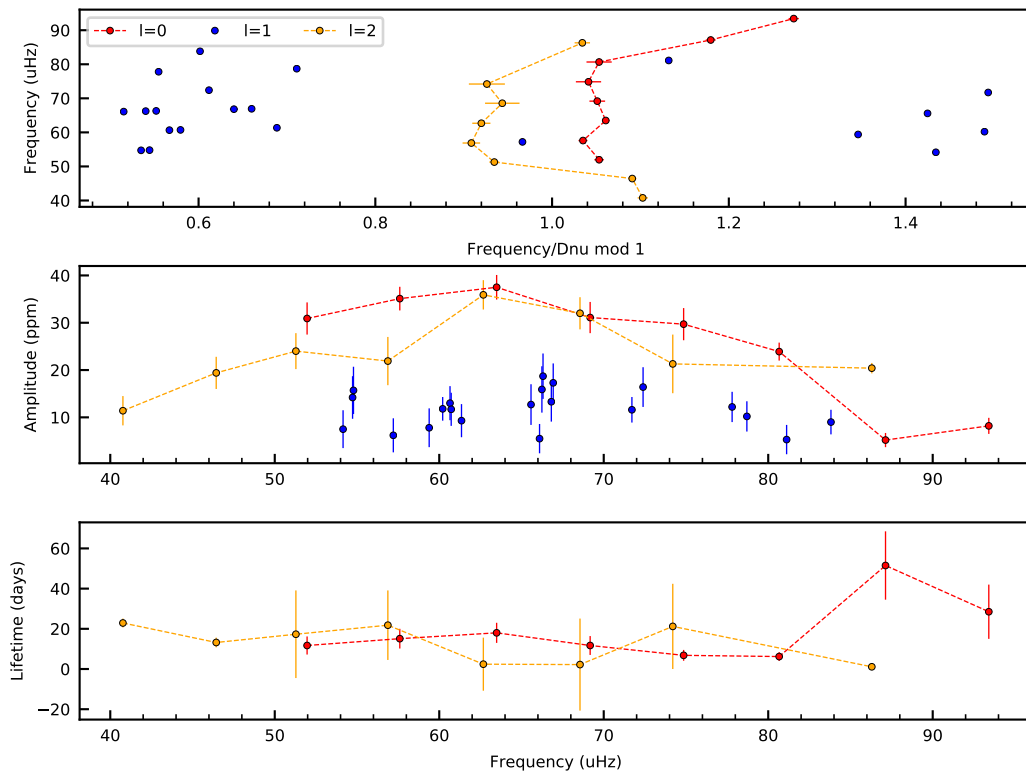 l=0 l=1 l=2
Frequency (uHz)
90
80
70
60
50
40
0.6 0.8 1.0 1.2 1.4
Frequency/Dnu mod 1
Amplitude (ppm)
40
30
20
10
40 50 60 70 80 90
Lifetime (days)
60
40
20
0
−20
40 50 60 70 80 90
Frequency (uHz)